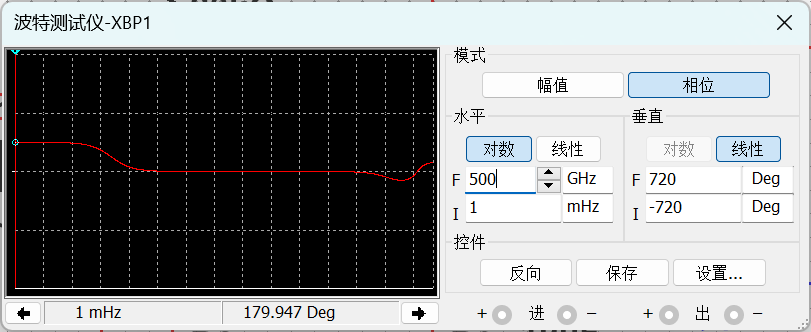 波特测试仪-XBP1
模式
幅值 相位
水平 垂直
对数 线性 对数 线性
F 500 GHz F 720 Deg
I 1 mHz I -720 Deg
控件
反向 保存 设置...
1 mHz 179.947 Deg
+ 进 - + 出 -